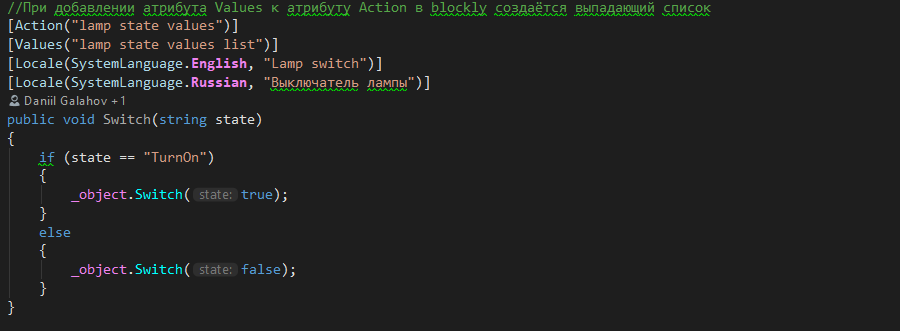 //При добавлении атрибута Values к атрибуту Action в blockly создаётся выпадающий список
[Action("lamp state values")]
[Values("lamp state values list")]
[Locale(SystemLanguage.English, "Lamp switch")]
[Locale(SystemLanguage.Russian, "Выключатель лампы")]
Daniil Galahov +1
public void Switch(string state)
{
if (state == "TurnOn")
{
_object.Switch(state: true);
}
else
{
_object.Switch(state: false);
}
}